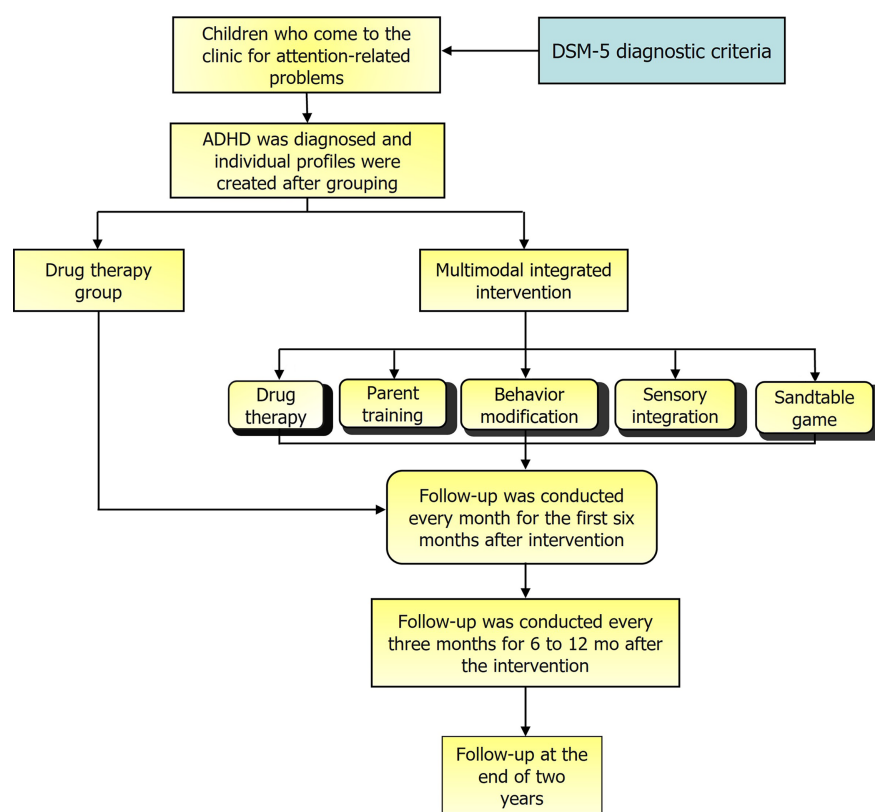 Children who come to the
clinic for attention-related
problems
DSM-5 diagnostic criteria
ADHD was diagnosed and
individual profiles were
created after grouping
Drug therapy
group
Multimodal integrated
intervention
Drug
therapy
Parent
training
Behavior
modification
Sensory
integration
Sandtable
game
Follow-up was conducted
every month for the first six
months after intervention
Follow-up was conducted every
three months for 6 to 12 mo after
the intervention
Follow-up at the
end of two
years